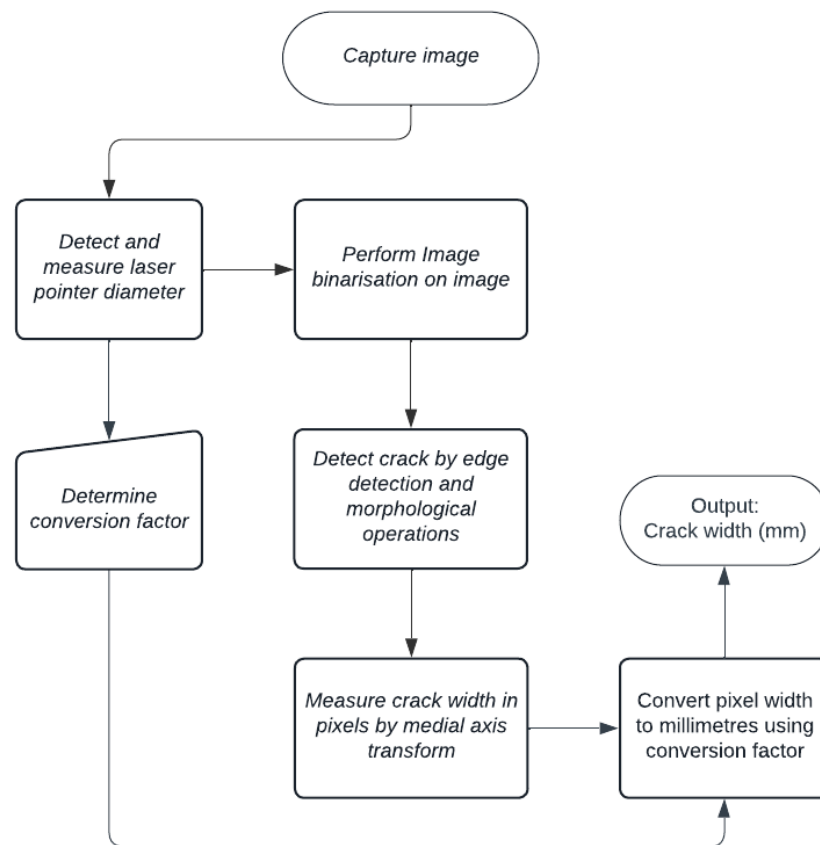 Capture image
Detect and
measure laser
pointer diameter
Perform Image
binarisation on image
Determine
conversion factor
Detect crack by edge
detection and
morphological
operations
Output:
Crack width (mm)
Measure crack width in
pixels by medial axis
transform
Convert pixel width
to millimetres using
conversion factor